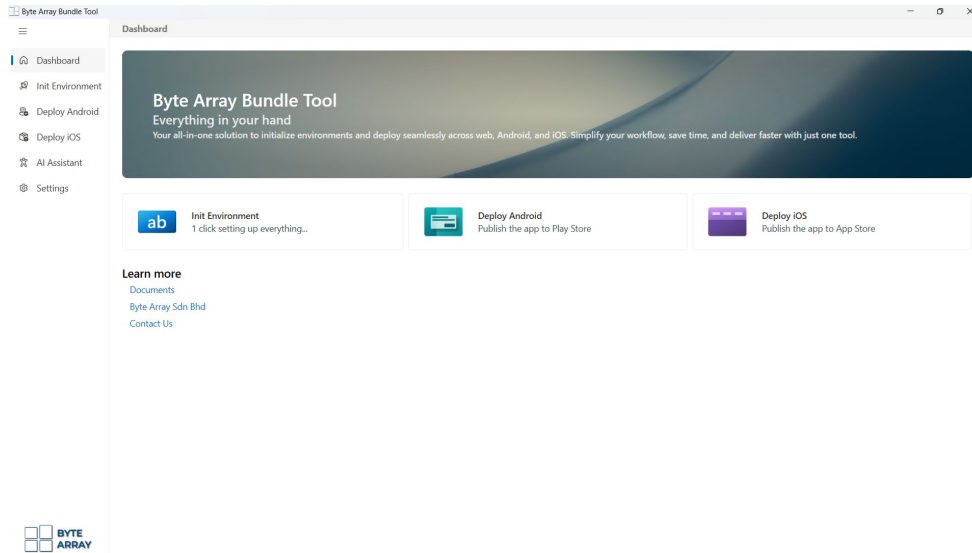 Byte Array Bundle Tool
Dashboard
Dashboard
Init Environment
Deploy Android
Deploy iOS
AI Assistant
Settings
Byte Array Bundle Tool
Everything in your hand
Your all-in-one solution to initialize environments and deploy seamlessly across web, Android, and iOS. Simplify your workflow, save time, and deliver faster with just one tool.
ab
Init Environment
1 click setting up everything...
Deploy Android
Publish the app to Play Store
Deploy iOS
Publish the app to App Store
Learn more
Documents
Byte Array Sdn Bhd
Contact Us
BYTE
ARRAY